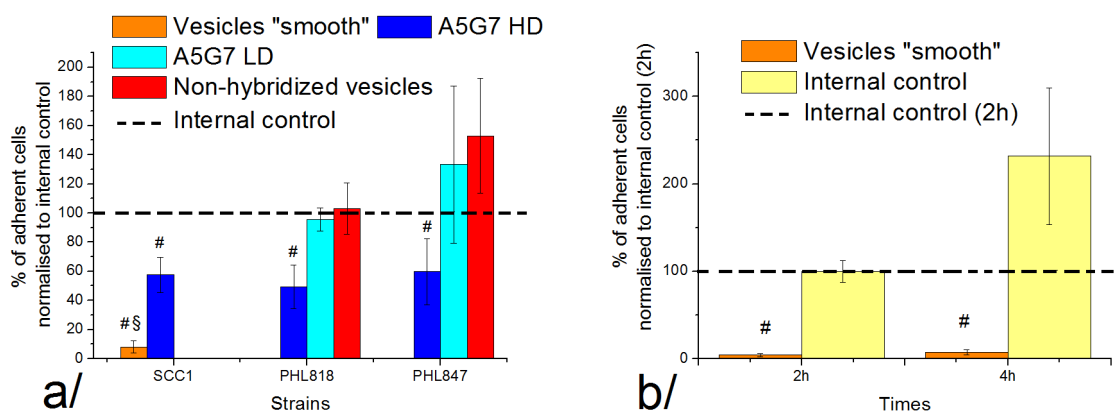 Vesicles "smooth" A5G7 HD
A5G7 LD
Non-hybridized vesicles
Internal control
% of adherent cells
normalised to internal control
200
180
160
140
120
100
80
60
40
20
0
#§
#
#
#
SCC1 PHL818 PHL847
Strains
a/
Vesicles "smooth"
Internal control
Internal control (2h)
% of adherent cells
normalised to internal control (2h)
300
200
100
0
#
#
2h 4h
Times
b/